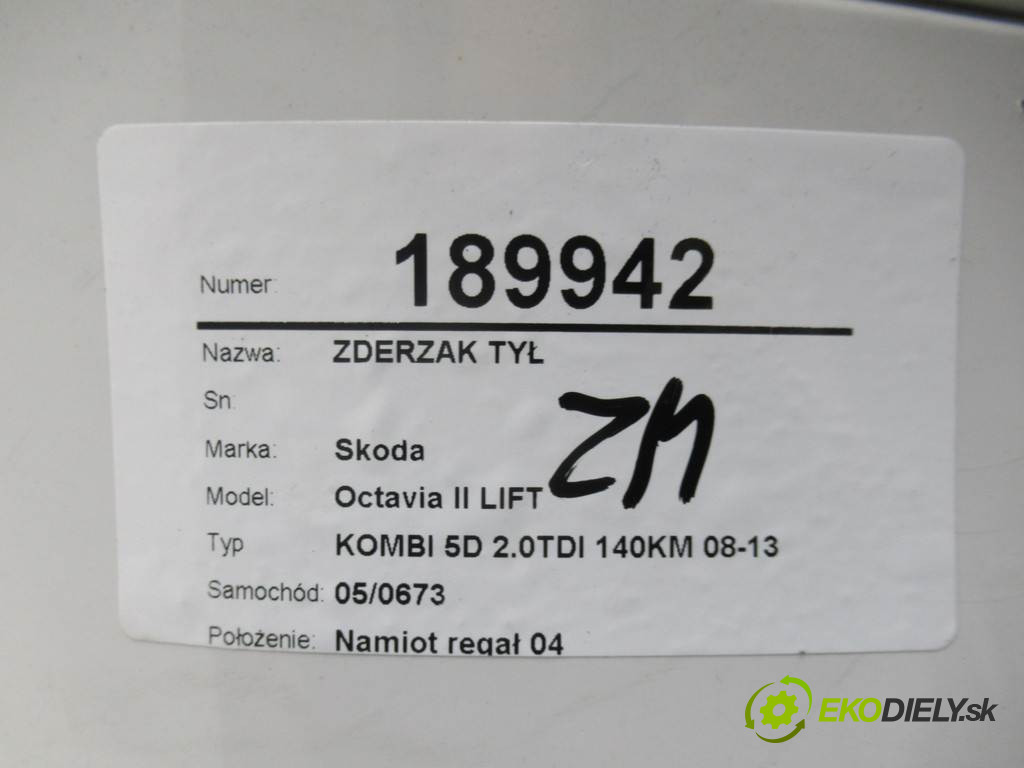 Numer: 189942
Nazwa: ZDERZAK TYŁ
Sn:
Marka: Skoda
Model: Octavia II LIFT
ZM
Typ KOMBI 5D 2.0TDI 140KM 08-13
Samochód: 05/0673
Położenie: Namiot regał 04
EKODIELY.sk